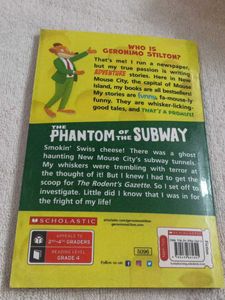 WHO IS
GERONIMO STILTON?
That's me! I run a newspaper,
but my true passion is writing
ADVENTURE stories. Here in New
Mouse City, the capital of Mouse
Island, my books are all bestsellers!
My stories are funny, fa-mouse-ly
funny. They are whisker-licking-
good tales, and THAT'S A PROMISE!
THE PHANTOM OF THE SUBWAY
Smokin' Swiss cheese! There was a ghost
haunting New Mouse City's subway tunnels.
My whiskers were trembling with terror at
the thought of it! But I knew I had to get the
scoop for The Rodent's Gazette. So I set off to
investigate. Little did I know that I was in for
the fright of my life!
SCHOLASTIC
APPEALS TO
2ND–4TH GRADERS
READING LEVEL
GRADE 4
Follow us on